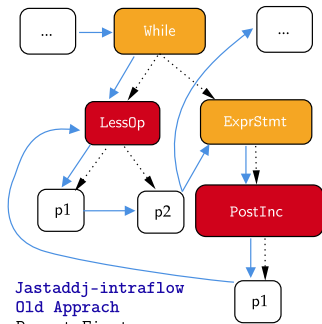 ...
While
...
LessOp
ExprStmt
p1
p2
PostInc
p1
Jastaddj-intraflow
Old Apprach